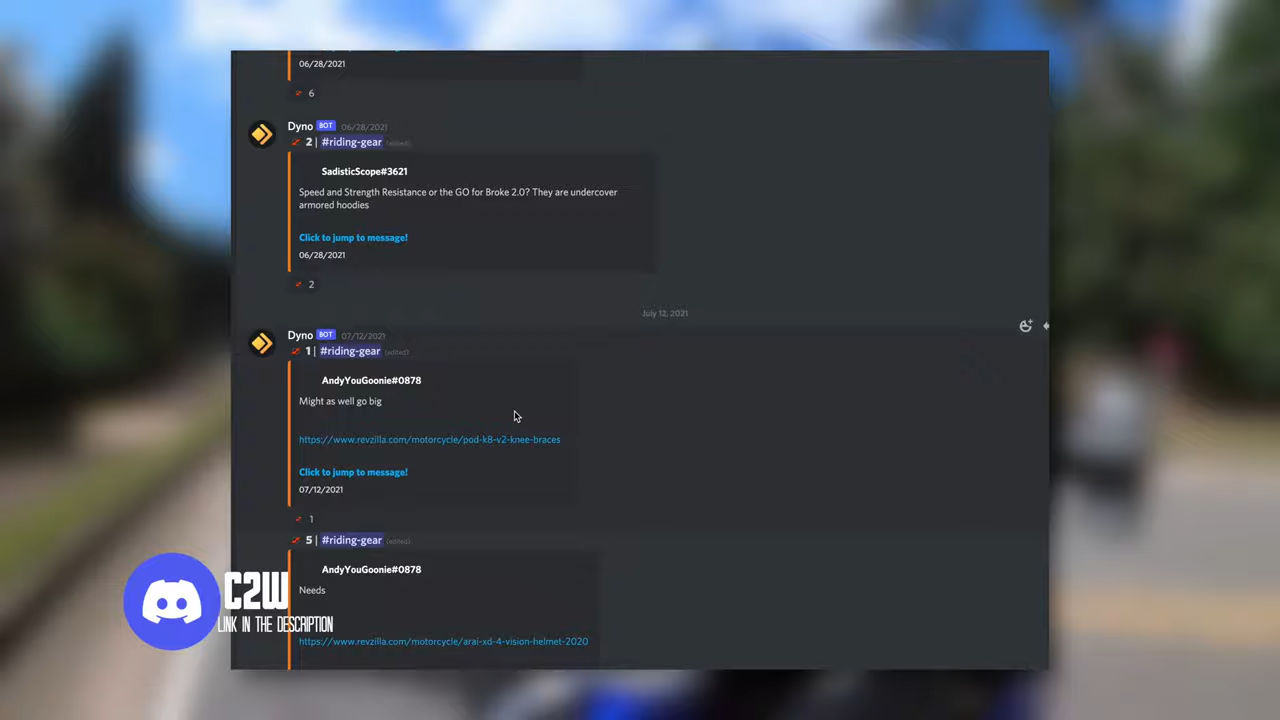 06/28/2021
6
Dyno BOT 06/28/2021
2 | #riding-gear (edited)
SadisticScope#3621
Speed and Strength Resistance or the GO for Broke 2.0? They are undercover
armored hoodies
Click to jump to message!
06/28/2021
2
July 12, 2021
Dyno BOT 07/12/2021
1 | #riding-gear (edited)
AndyYouGoonie#0878
Might as well go big
https://www.revzilla.com/motorcycle/pod-k8-v2-knee-braces
Click to jump to message!
07/12/2021
1
5 | #riding-gear (edited)
AndyYouGoonie#0878
Needs
https://www.revzilla.com/motorcycle/arai-xd-4-vision-helmet-2020
C2W
LINK IN THE DESCRIPTION